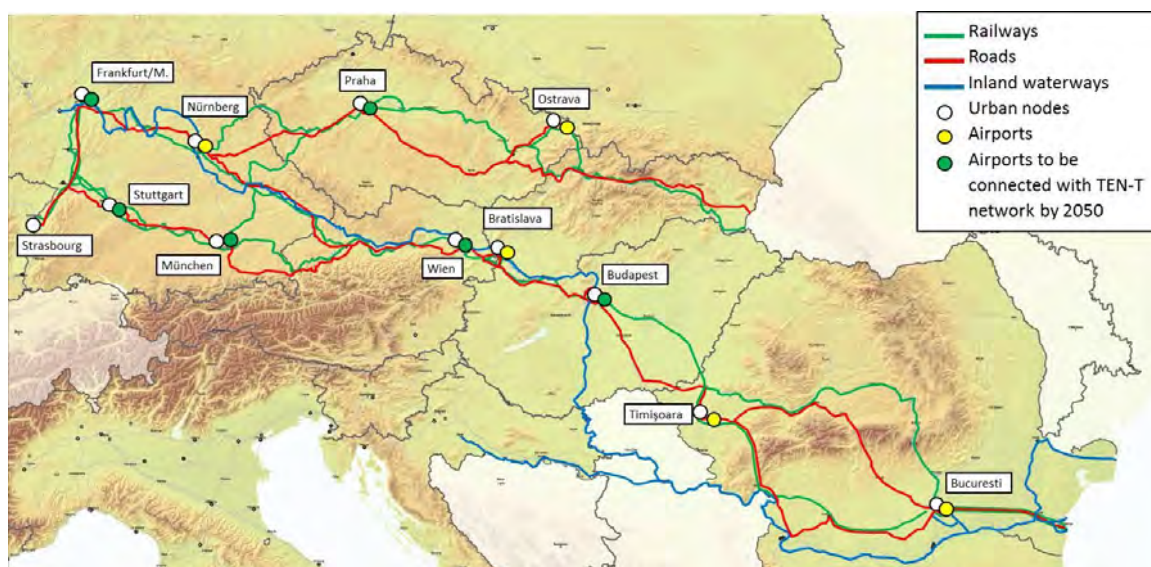 Railways
Roads
Inland waterways
Urban nodes
Airports
Airports to be
connected with TEN-T
network by 2050
Frankfurt/M.
Praha
Nürnberg
Ostrava
Stuttgart
Strasbourg
München
Bratislava
Wien
Budapest
Timișoara
Bucuresti